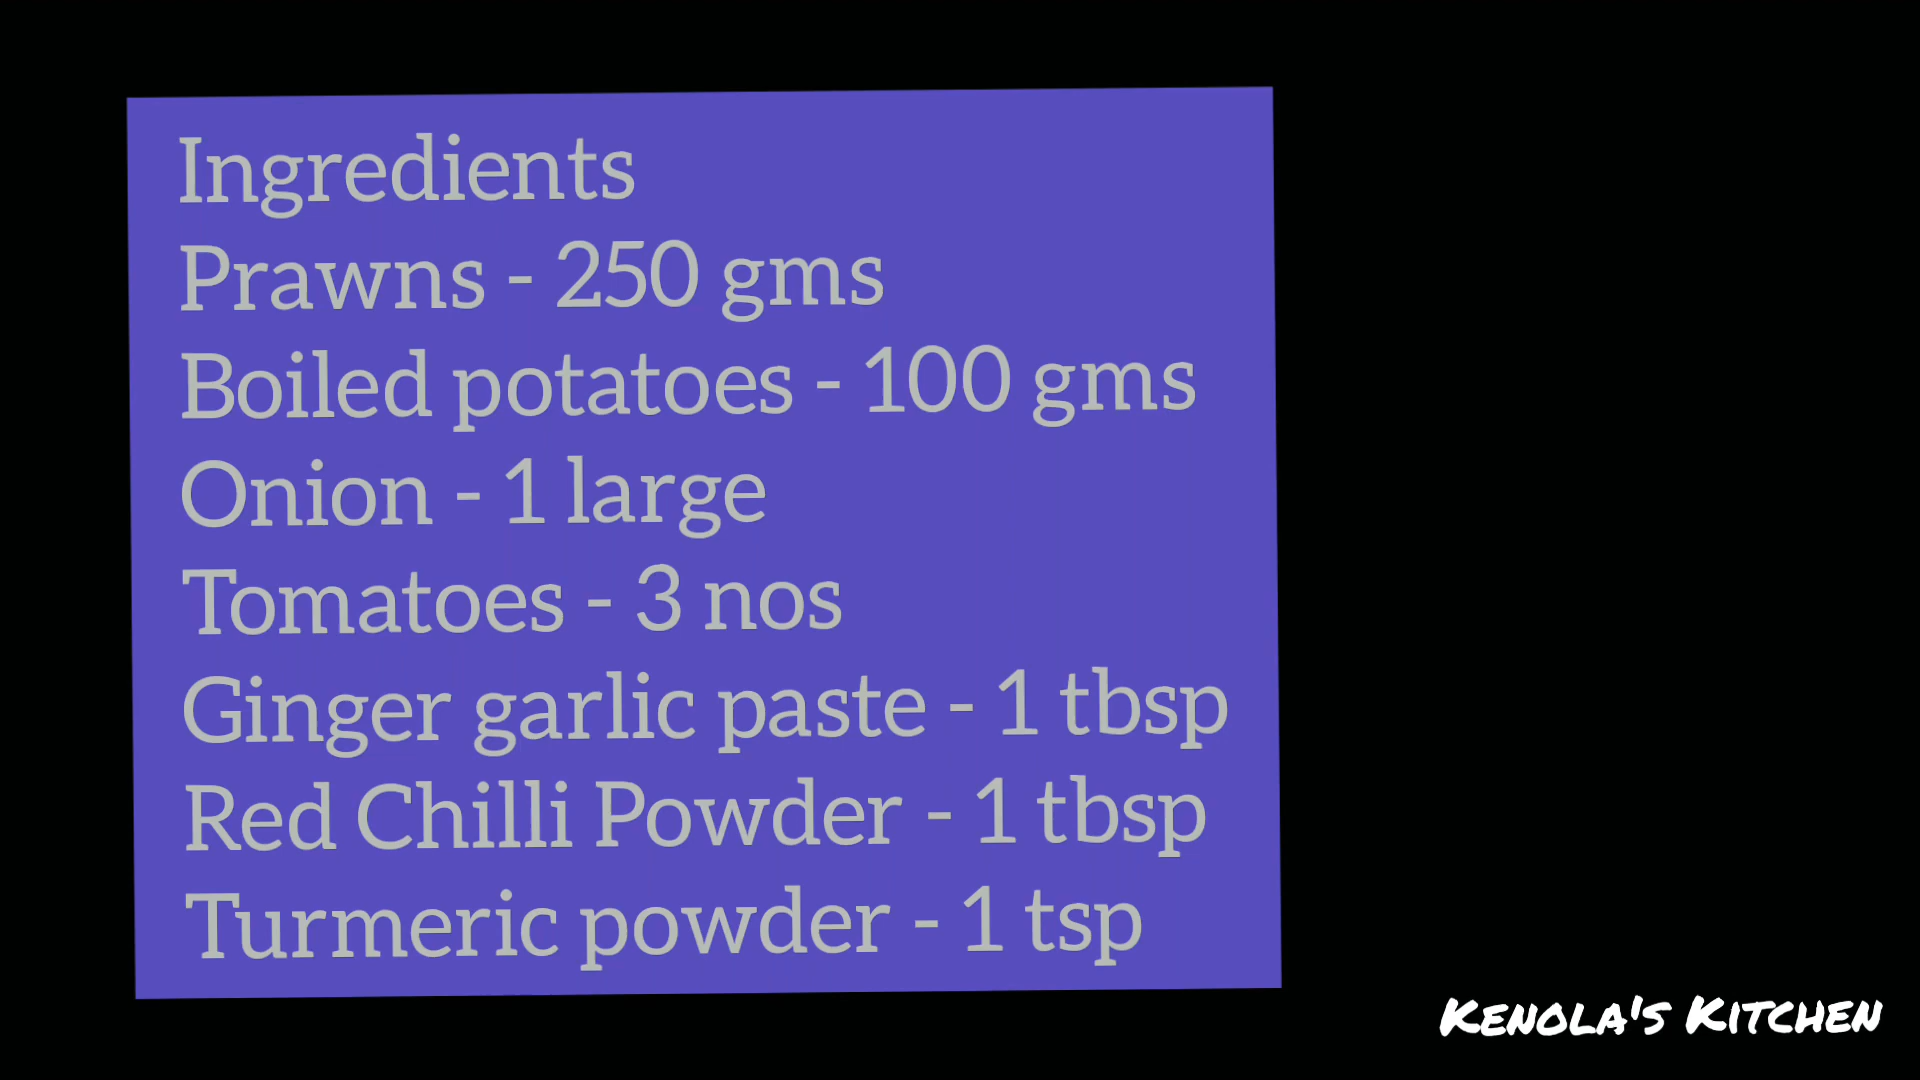 Ingredients
Prawns - 250 gms
Boiled potatoes - 100 gms
Onion - 1 large
Tomatoes - 3 nos
Ginger garlic paste - 1 tbsp
Red Chilli Powder - 1 tbsp
Turmeric powder - 1 tsp
Kenola's Kitchen